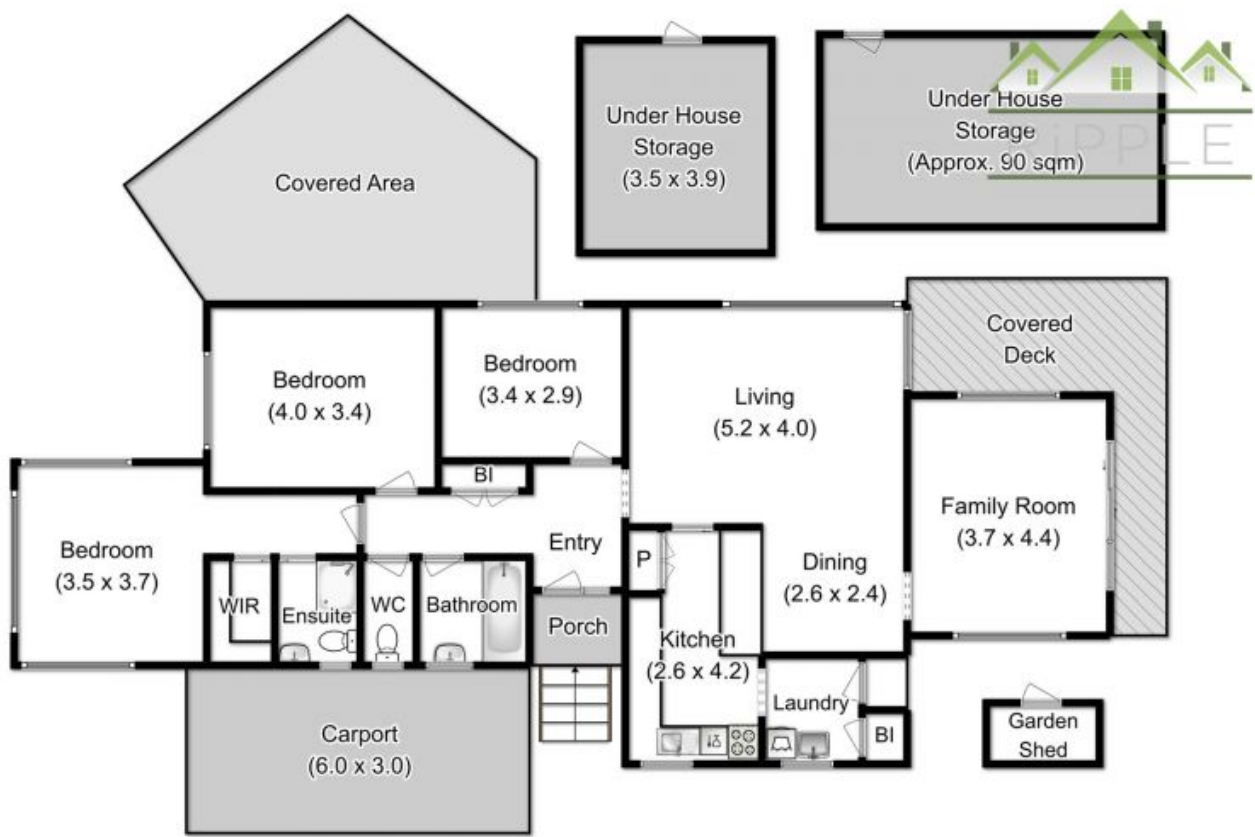 Covered Area
Under House
Storage
(3.5 x 3.9)
Under House
Storage
(Approx. 90 sqm)
RiPPLE
Covered
Deck
Bedroom
(4.0 x 3.4)
Bedroom
(3.4 x 2.9)
Living
(5.2 x 4.0)
BI
Family Room
(3.7 x 4.4)
Bedroom
(3.5 x 3.7)
Entry
P
Dining
(2.6 x 2.4)
WIR
Ensuite
WC
Bathroom
Porch
Kitchen
(2.6 x 4.2)
Laundry
BI
Carport
(6.0 x 3.0)
Garden
Shed